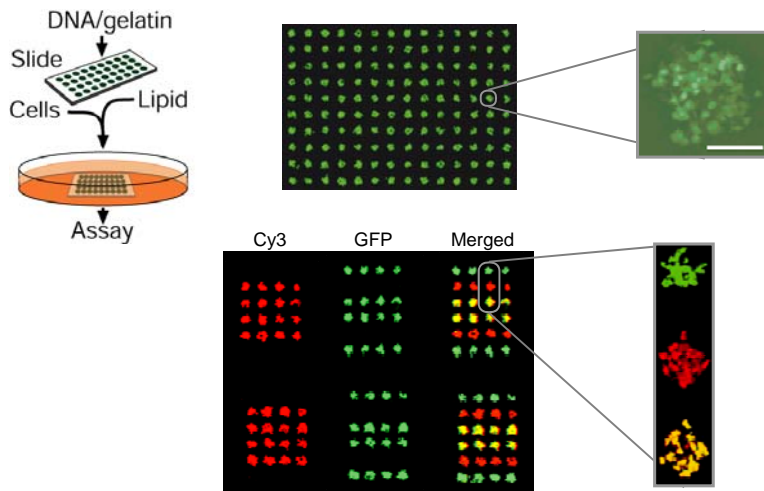 DNA/gelatin
Slide
Cells
Lipid
Assay
Cy3 GFP Merged